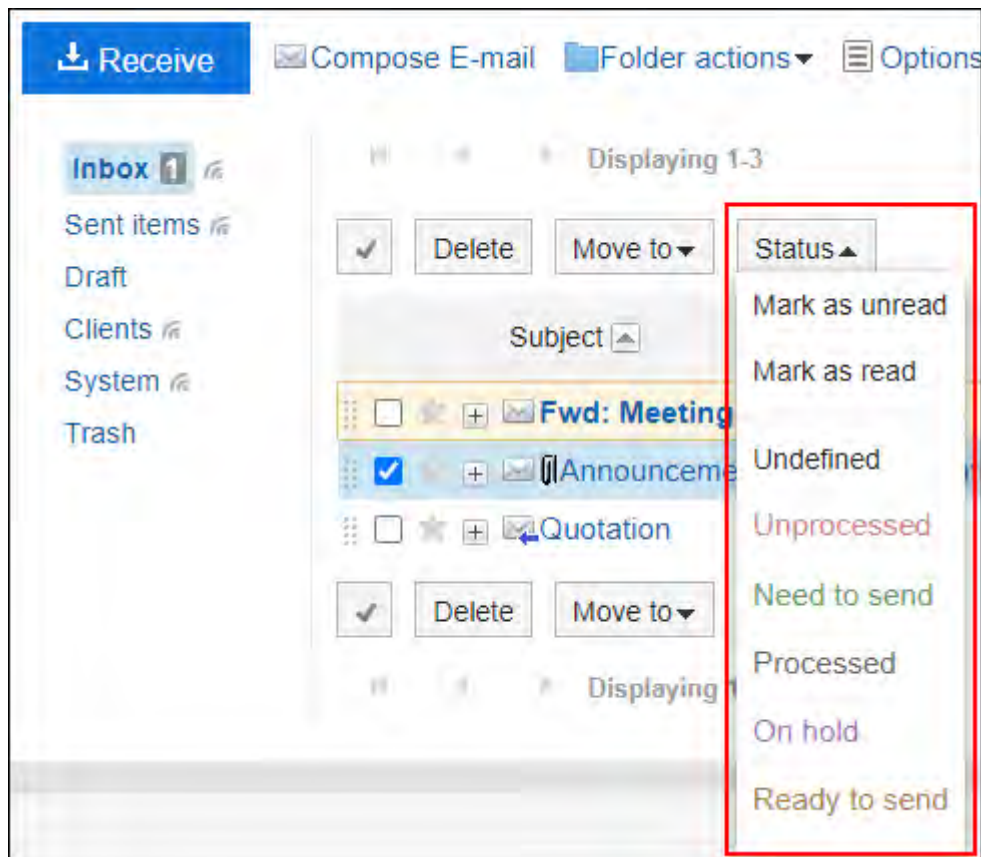 Receive Compose E-mail Folder actions Options
Inbox 1
Displaying 1-3
Sent items
Delete Move to Status
Draft
Mark as unread
Clients
Subject
System
Mark as read
Fwd: Meeting
Trash
Undefined
Announceme
Quotation
Unprocessed
Need to send
Delete Move to
Processed
Displaying
On hold
Ready to send